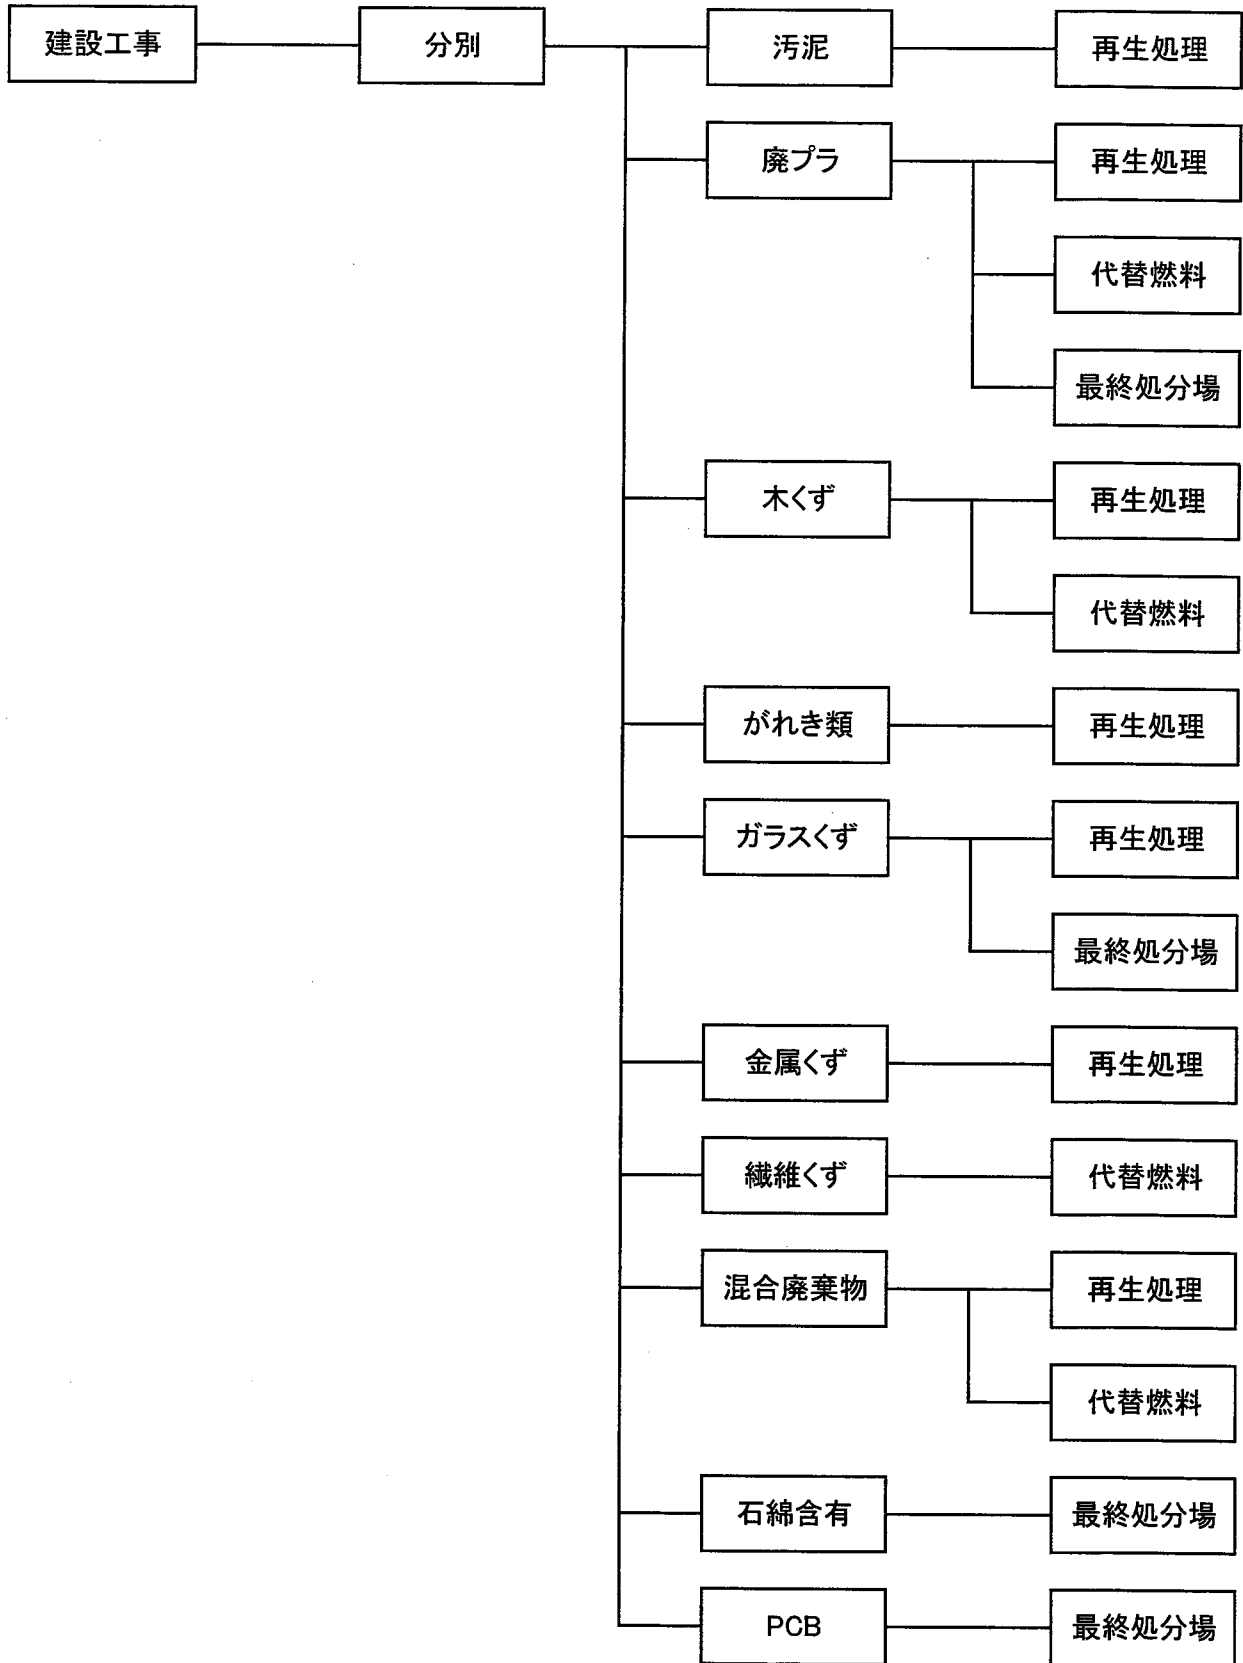 建設工事
分別
汚泥
再生処理
廃プラ
再生処理
代替燃料
最終処分場
木くず
再生処理
代替燃料
がれき類
再生処理
ガラスくず
再生処理
最終処分場
金属くず
再生処理
繊維くず
代替燃料
混合廃棄物
再生処理
代替燃料
石綿含有
最終処分場
PCB
最終処分場